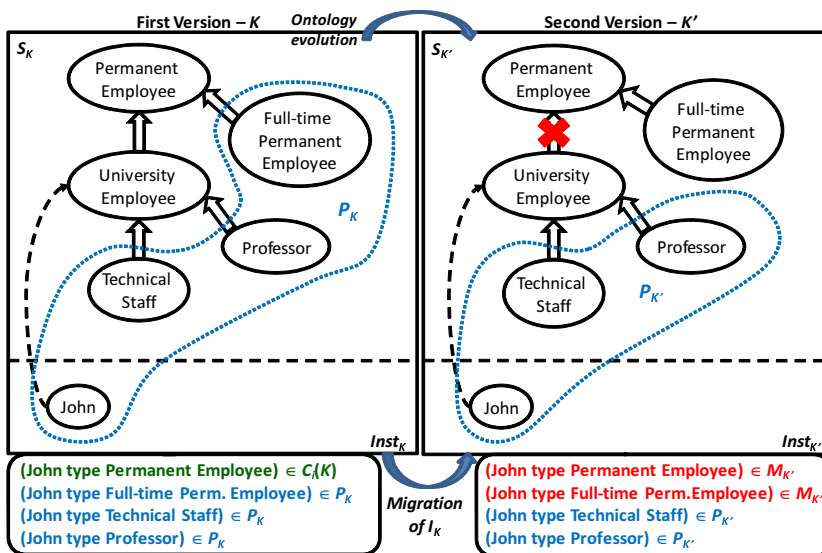 First Version – K
Ontology
evolution
Second Version – K’
S_K
Permanent
Employee
Full-time
Permanent
Employee
University
Employee
P_K
Professor
Technical
Staff
John
Inst_K
S_K’
Permanent
Employee
Full-time
Permanent
Employee
University
Employee
Professor
Technical
Staff
P_K’
John
Inst_K’
(John type Permanent Employee) ∈ C_i(K)
(John type Full-time Perm. Employee) ∈ P_K
(John type Technical Staff) ∈ P_K
(John type Professor) ∈ P_K
Migration
of I_K
(John type Permanent Employee) ∈ M_K’
(John type Full-time Perm.Employee) ∈ M_K’
(John type Technical Staff) ∈ P_K’
(John type Professor) ∈ P_K’